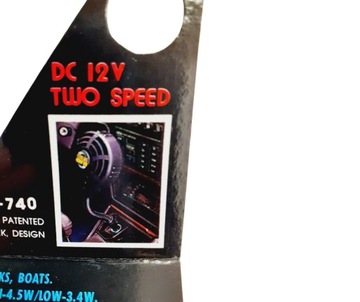 DC 12V
TWO SPEED
-740
PATENTED
K. DESIGN
KS, BOATS.
I-4.5W/LOW-3.4W.